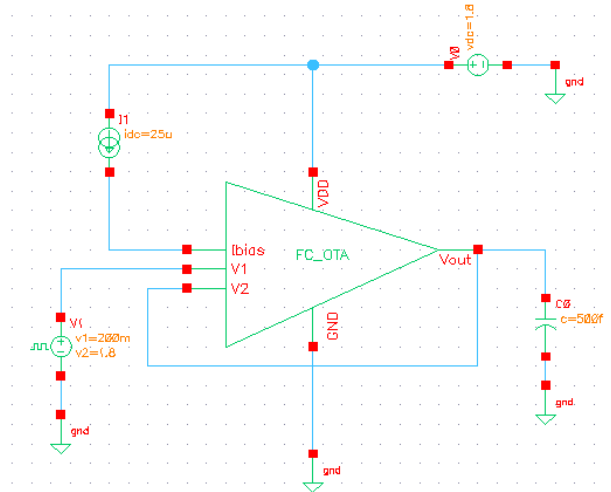 vdc=1.8
V0
gnd
I1
idc=25u
VDD
Ibias
FC_OTA
V1
Vout
V2
C0
c=500f
GND
V1
v1=200m
v2=1.8
gnd
gnd
gnd